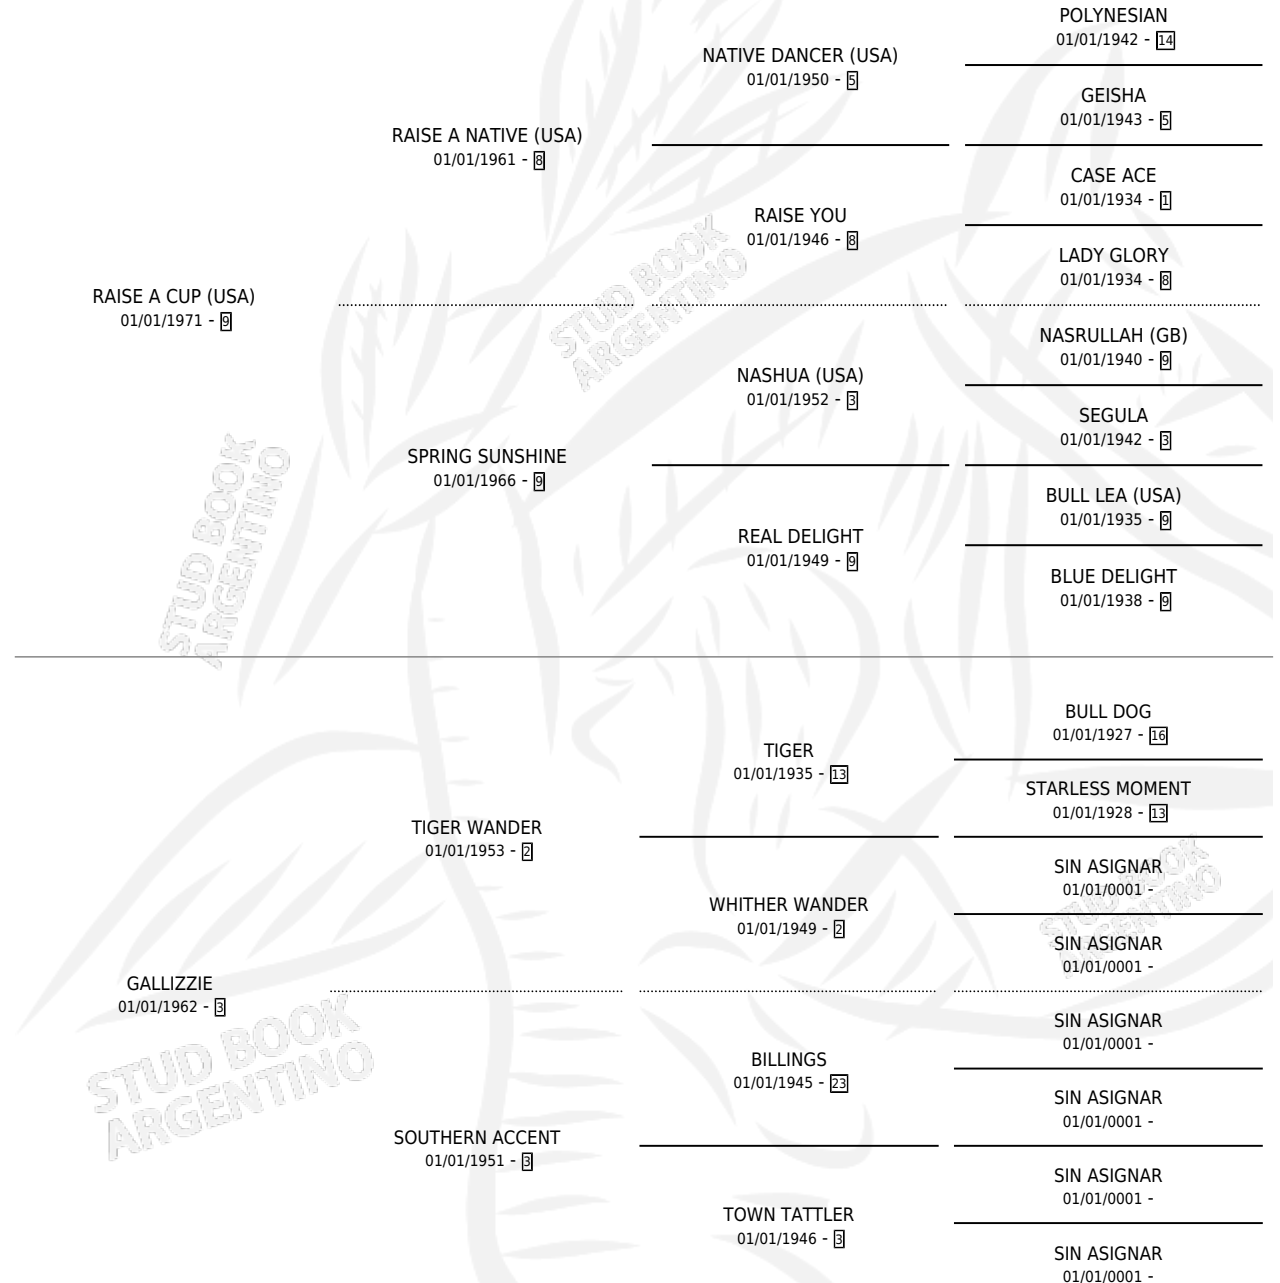 POLYNESIAN
01/01/1942 - 14
NATIVE DANCER (USA)
01/01/1950 - 5
GEISHA
01/01/1943 - 5
RAISE A NATIVE (USA)
01/01/1961 - 8
CASE ACE
01/01/1934 - 1
RAISE YOU
01/01/1946 - 8
LADY GLORY
01/01/1934 - 8
RAISE A CUP (USA)
01/01/1971 - 9
NASRULLAH (GB)
01/01/1940 - 9
NASHUA (USA)
01/01/1952 - 3
SEGULA
01/01/1942 - 3
SPRING SUNSHINE
01/01/1966 - 9
BULL LEA (USA)
01/01/1935 - 9
REAL DELIGHT
01/01/1949 - 9
BLUE DELIGHT
01/01/1938 - 9
BULL DOG
01/01/1927 - 16
TIGER
01/01/1935 - 13
STARLESS MOMENT
01/01/1928 - 13
TIGER WANDER
01/01/1953 - 2
SIN ASIGNAR
01/01/0001 -
WHITHER WANDER
01/01/1949 - 2
SIN ASIGNAR
01/01/0001 -
GALLIZZIE
01/01/1962 - 3
SIN ASIGNAR
01/01/0001 -
BILLINGS
01/01/1945 - 23
SIN ASIGNAR
01/01/0001 -
SOUTHERN ACCENT
01/01/1951 - 3
SIN ASIGNAR
01/01/0001 -
TOWN TATTLER
01/01/1946 - 3
SIN ASIGNAR
01/01/0001 -
STUD BOOK
ARGENTINO
STUD BOOK
ARGENTINO
STUD BOOK
ARGENTINO
STUD BOOK
ARGENTINO